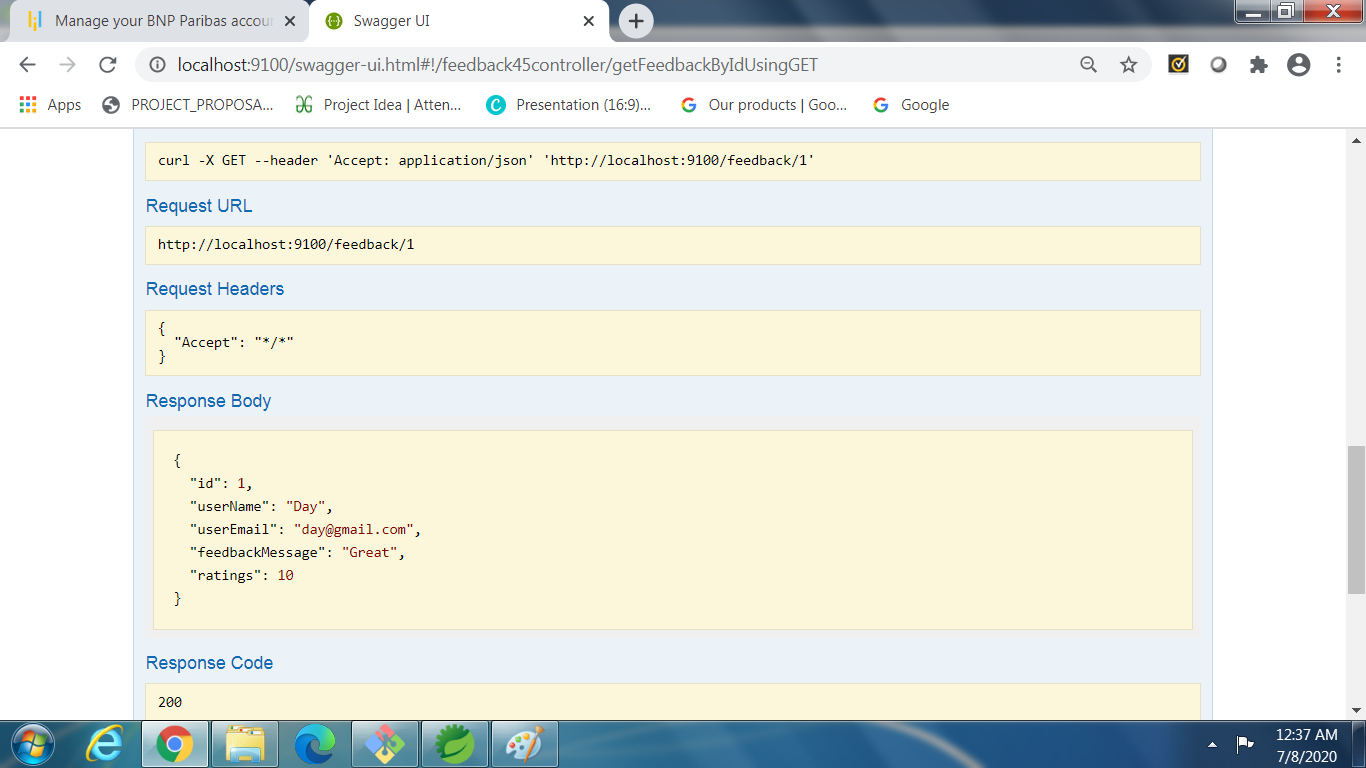 Manage your BNP Paribas accou
Swagger UI
localhost:9100/swagger-ui.html#!/feedback45controller/getFeedbackByIdUsingGET
Apps PROJECT_PROPOSA... Project Idea | Atten... Presentation (16:9)... Our products | Goo... Google
curl -X GET --header 'Accept: application/json' 'http://localhost:9100/feedback/1'
Request URL
http://localhost:9100/feedback/1
Request Headers
{
"Accept": "*/*"
}
Response Body
{
"id": 1,
"userName": "Day",
"userEmail": "day@gmail.com",
"feedbackMessage": "Great",
"ratings": 10
}
Response Code
200
12:37 AM
7/8/2020